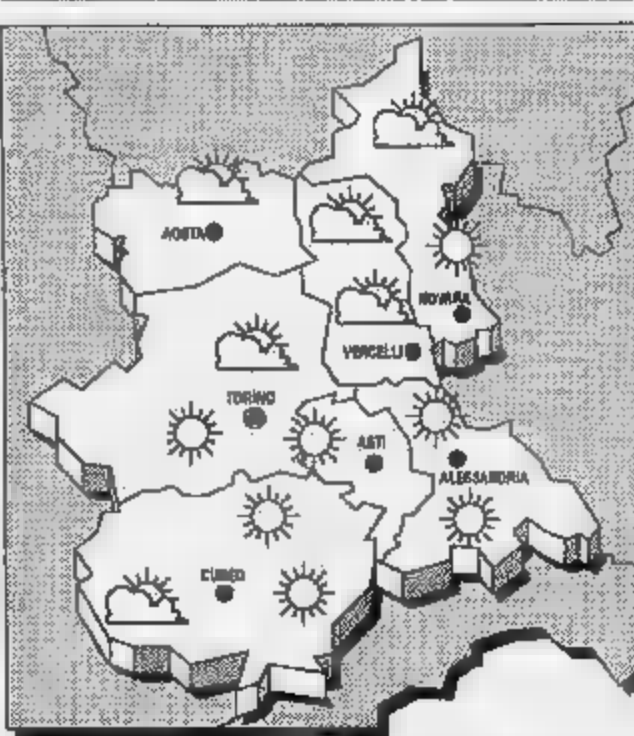 AOSTA
NOVARA
VERCELLI
TORINO
ASTI
ALESSANDRIA
CUNEO